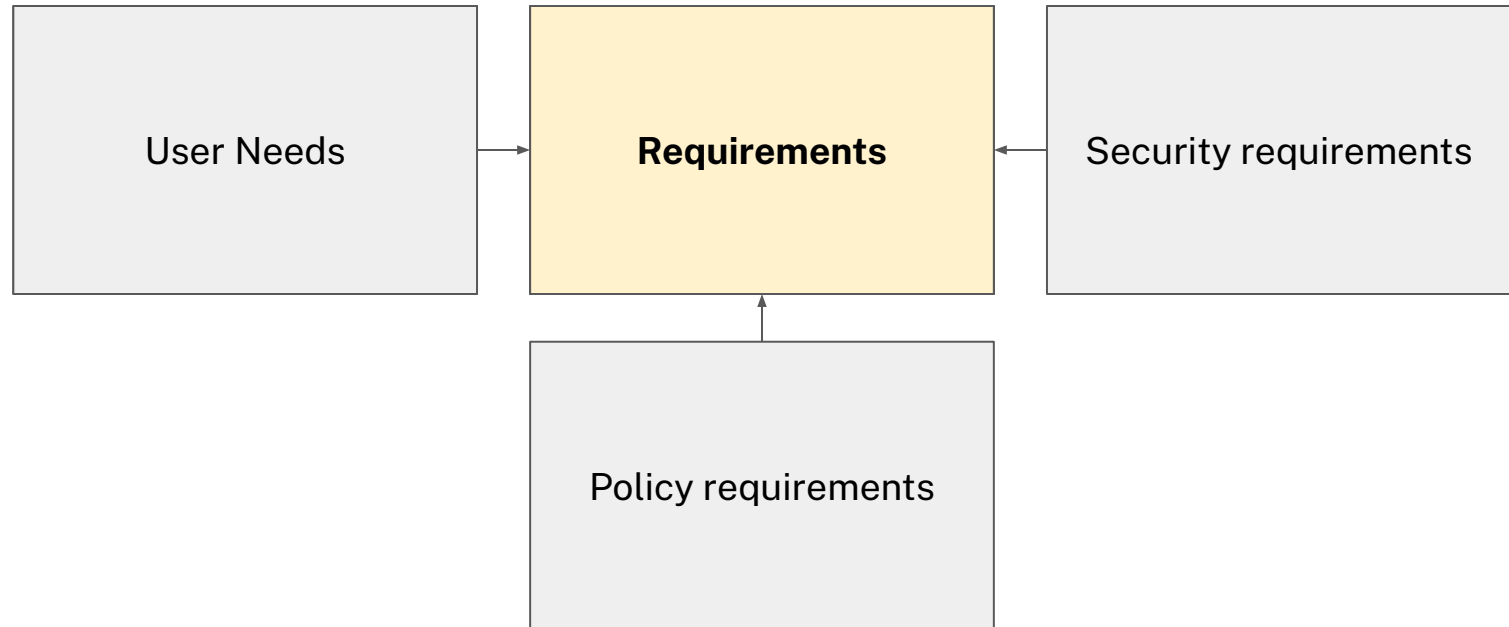 User Needs
Requirements
Security requirements
Policy requirements